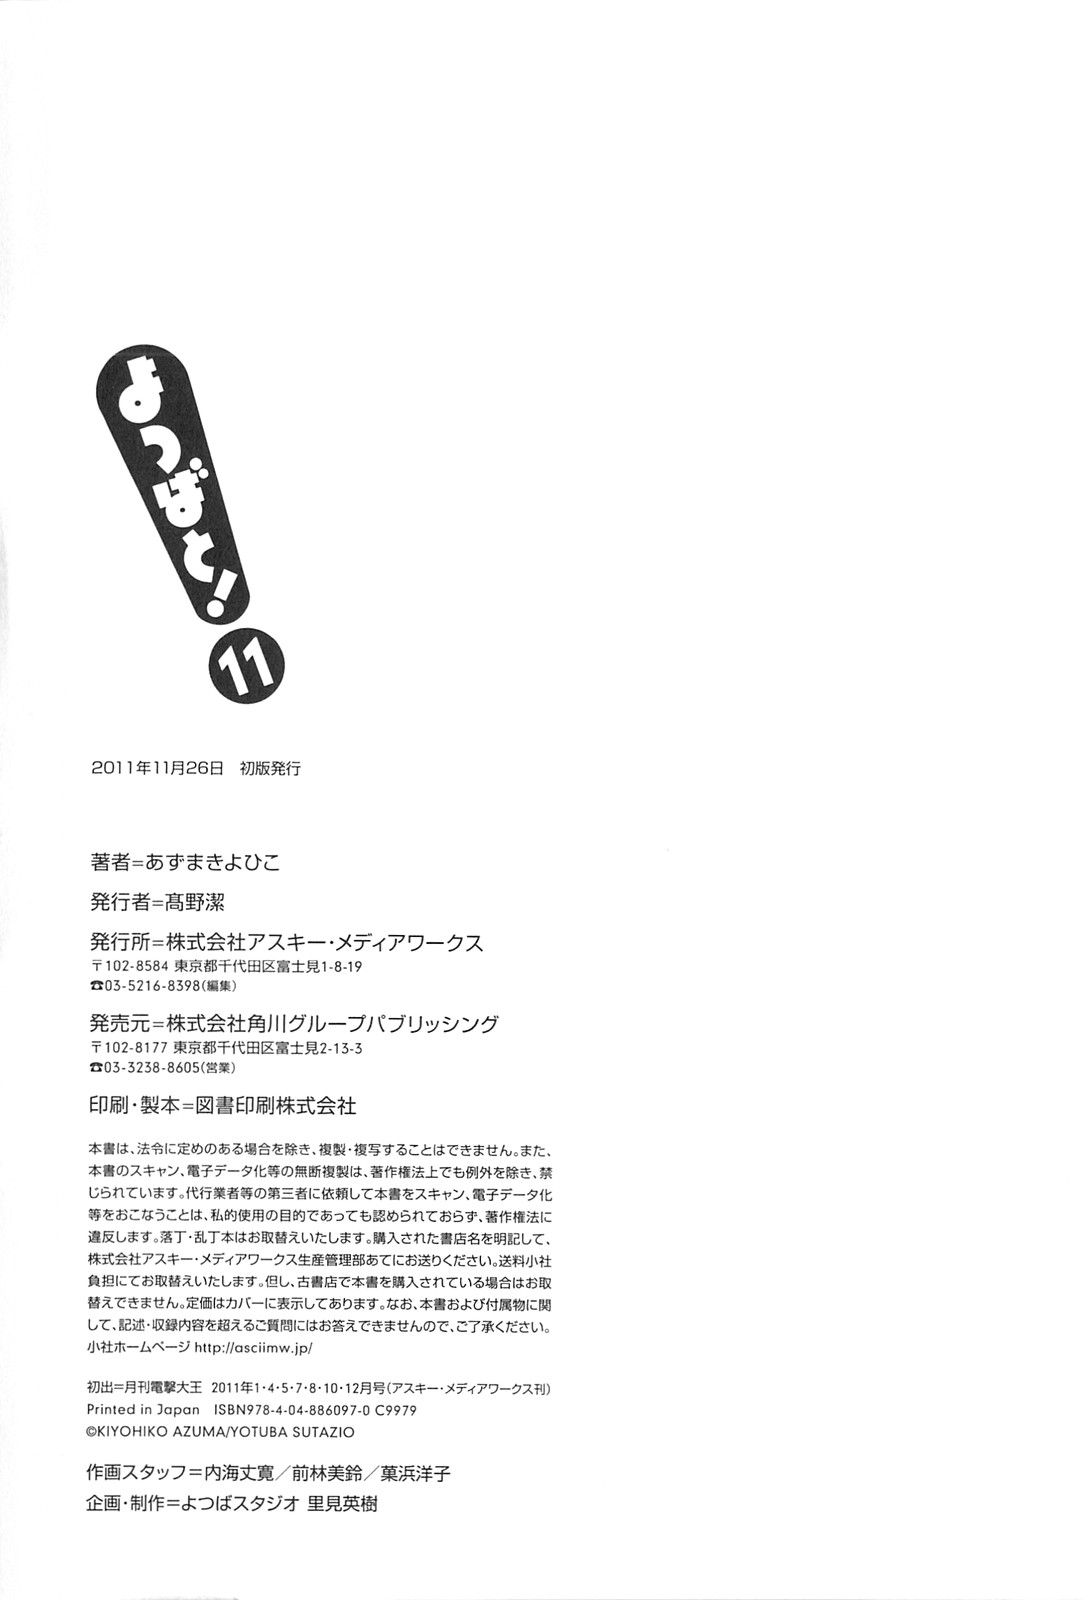 よつばと!
11
2011年11月26日 初版発行
著者=あずまきよひこ
発行者=髙野潔
発行所=株式会社アスキー・メディアワークス
〒102-8584 東京都千代田区富士見1-8-19
☎03-5216-8398(編集)
発売元=株式会社角川グループパブリッシング
〒102-8177 東京都千代田区富士見2-13-3
☎03-3238-8605(営業)
印刷・製本=図書印刷株式会社
本書は、法令に定めのある場合を除き、複製・複写することはできません。また、
本書のスキャン、電子データ化等の無断複製は、著作権法上でも例外を除き、禁
じられています。代行業者等の第三者に依頼して本書をスキャン、電子データ化
等をおこなうことは、私的使用の目的であっても認められておらず、著作権法に
違反します。落丁・乱丁本はお取替えいたします。購入された書店名を明記して、
株式会社アスキー・メディアワークス生産管理部あてにお送りください。送料小社
負担にてお取替えいたします。但し、古書店で本書を購入されている場合はお取
替えできません。定価はカバーに表示してあります。なお、本書および付属物に関
して、記述・収録内容を超えるご質問にはお答えできませんので、ご了承ください。
小社ホームページ http://asciimw.jp/
初出=月刊電撃大王 2011年1・4・5・7・8・10・12月号(アスキー・メディアワークス刊)
Printed in Japan ISBN978-4-04-886097-0 C9979
©KIYOHIKO AZUMA/YOTUBA SUTAZIO
作画スタッフ=内海丈寛/前林美鈴/菓浜洋子
企画・制作=よつばスタジオ 里見英樹